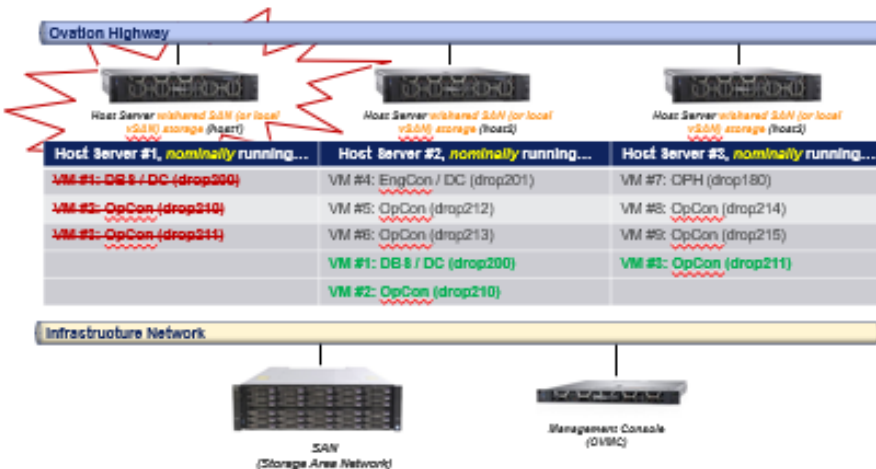 Ovation Highway
Host Server w/shared SAN (or local
vSAN) storage (host1)
Host Server w/shared SAN (or local
vSAN) storage (host2)
Host Server w/shared SAN (or local
vSAN) storage (host3)
Host Server #1, nominally running...
Host Server #2, nominally running...
Host Server #3, nominally running...
VM #1: DBS / DC (drop200)
VM #4: EngCon / DC (drop201)
VM #7: OPH (drop180)
VM #2: OpCon (drop210)
VM #5: OpCon (drop212)
VM #8: OpCon (drop214)
VM #3: OpCon (drop211)
VM #6: OpCon (drop213)
VM #9: OpCon (drop215)
VM #1: DBS / DC (drop200)
VM #3: OpCon (drop211)
VM #2: OpCon (drop210)
Infrastructure Network
SAN
(Storage Area Network)
Management Console
(OVMC)